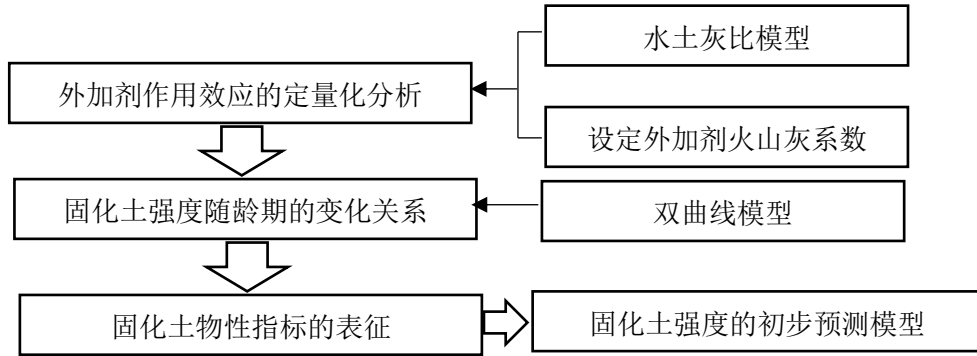 水土灰比模型
外加剂作用效应的定量化分析
设定外加剂火山灰系数
固化土强度随龄期的变化关系
双曲线模型
固化土物性指标的表征
固化土强度的初步预测模型